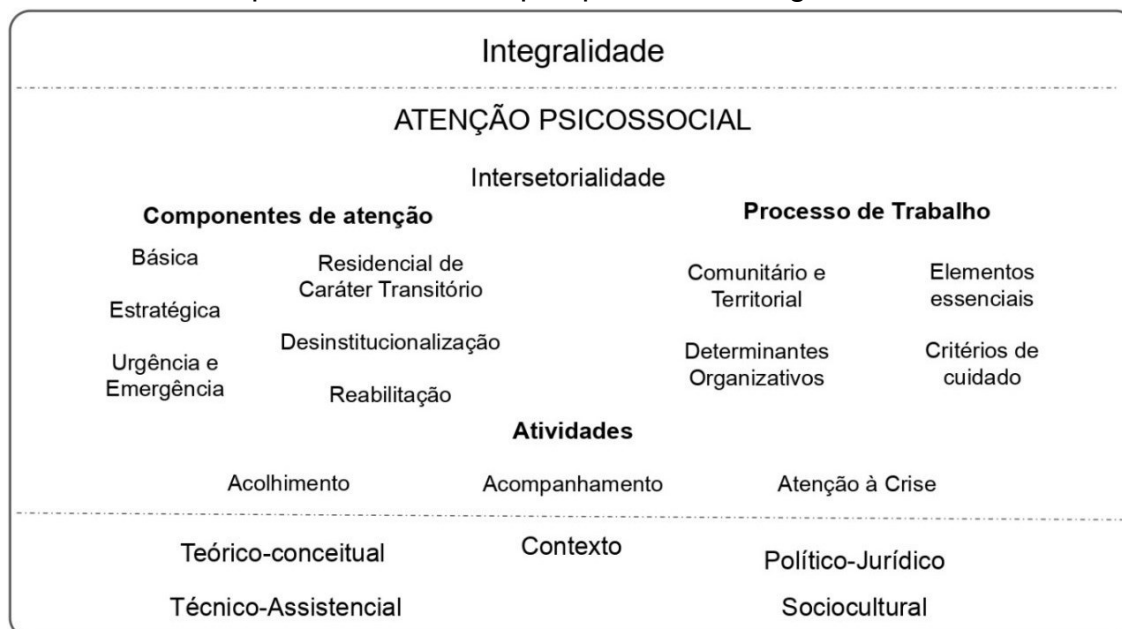 Integralidade
ATENÇÃO PSICOSSOCIAL
Intersetorialidade
Componentes de atenção
Básica
Estratégica
Urgência e
Emergência
Residencial de
Caráter Transitório
Desinstitucionalização
Reabilitação
Processo de Trabalho
Comunitário e
Territorial
Elementos
essenciais
Determinantes
Organizativos
Critérios de
cuidado
Atividades
Acolhimento
Acompanhamento
Atenção à Crise
Teórico-conceitual
Contexto
Político-Jurídico
Técnico-Assistencial
Sociocultural